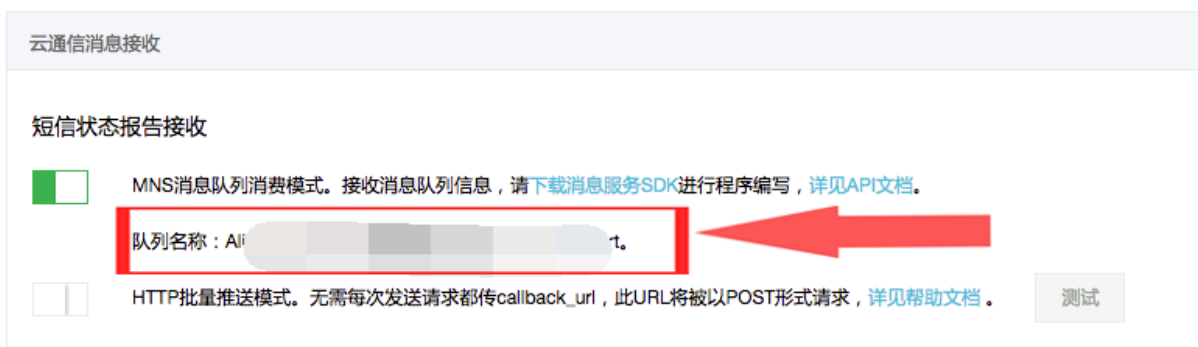 云通信消息接收
短信状态报告接收
MNS消息队列消费模式。接收消息队列信息，请下载消息服务SDK进行程序编写，详见API文档。
队列名称：Ali t。
HTTP批量推送模式。无需每次发送请求都传callback_url，此URL将被以POST形式请求，详见帮助文档 。
测试